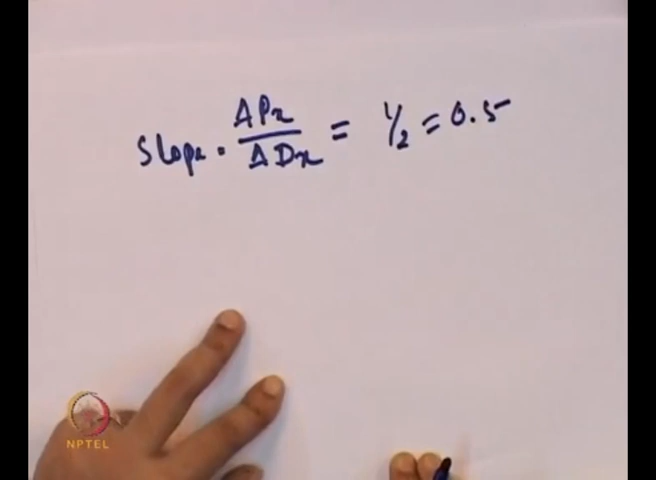 Slope = ΔPx / ΔDx = 1/2 = 0.5
NPTEL